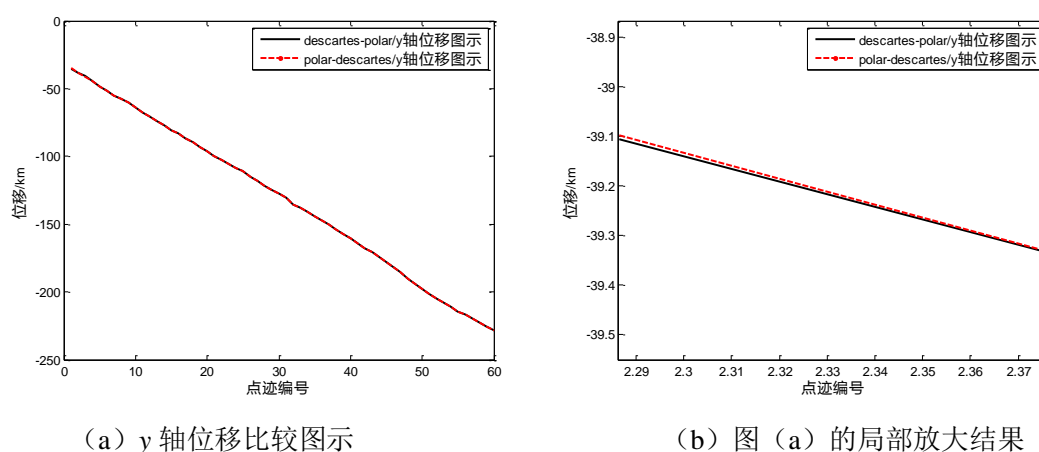 0
-50
-100
-150
-200
-250
0 10 20 30 40 50 60
位移/km
点迹编号
descartes-polar/y轴位移图示
polar-descartes/y轴位移图示
（a）y 轴位移比较图示
-38.9
-39
-39.1
-39.2
-39.3
-39.4
-39.5
2.29 2.3 2.31 2.32 2.33 2.34 2.35 2.36 2.37
位移/km
点迹编号
descartes-polar/y轴位移图示
polar-descartes/y轴位移图示
（b）图（a）的局部放大结果